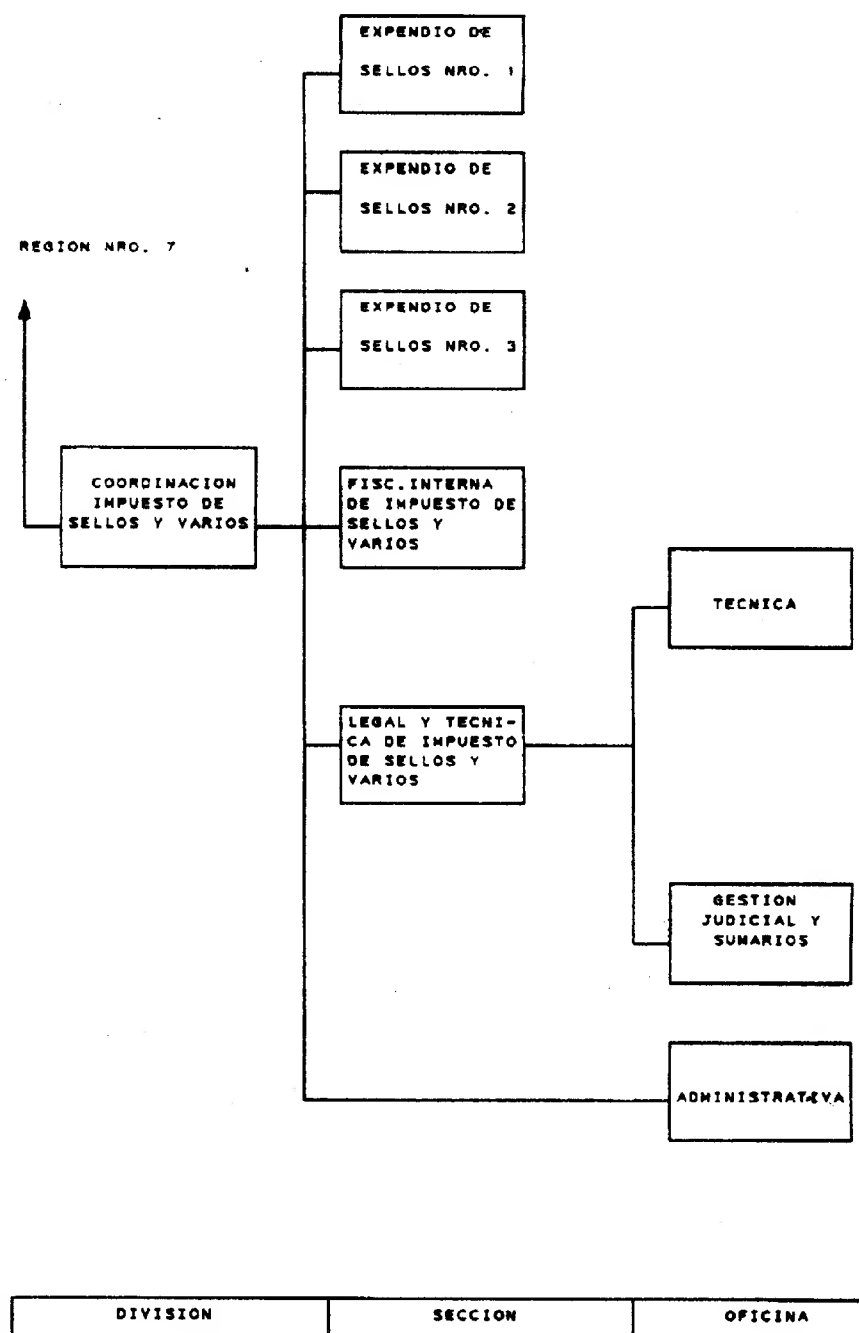 EXPENDIO DE
SELLOS NRO. 1
EXPENDIO DE
SELLOS NRO. 2
REGION NRO. 7
EXPENDIO DE
SELLOS NRO. 3
COORDINACION
IMPUESTO DE
SELLOS Y VARIOS
FISC.INTERNA
DE IMPUESTO DE
SELLOS Y
VARIOS
TECNICA
LEGAL Y TECNI-
CA DE IMPUESTO
DE SELLOS Y
VARIOS
GESTION
JUDICIAL Y
SUMARIOS
ADMINISTRATIVA
DIVISION
SECCION
OFICINA